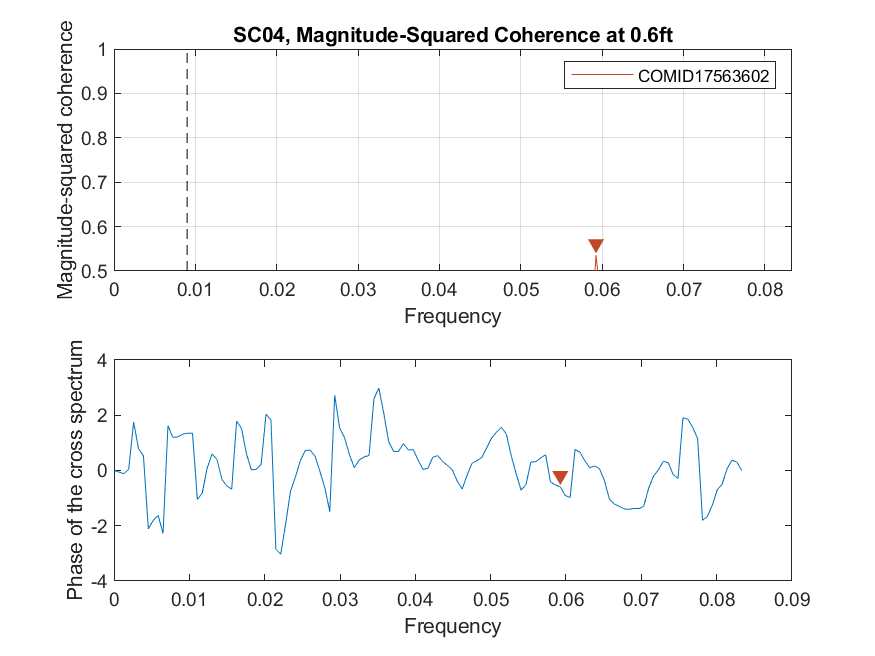 SC04, Magnitude-Squared Coherence at 0.6ft
Magnitude-squared coherence
1
0.9
0.8
0.7
0.6
0.5
COMID17563602
0 0.01 0.02 0.03 0.04 0.05 0.06 0.07 0.08
Frequency
Phase of the cross spectrum
4
2
0
-2
-4
0 0.01 0.02 0.03 0.04 0.05 0.06 0.07 0.08 0.09
Frequency